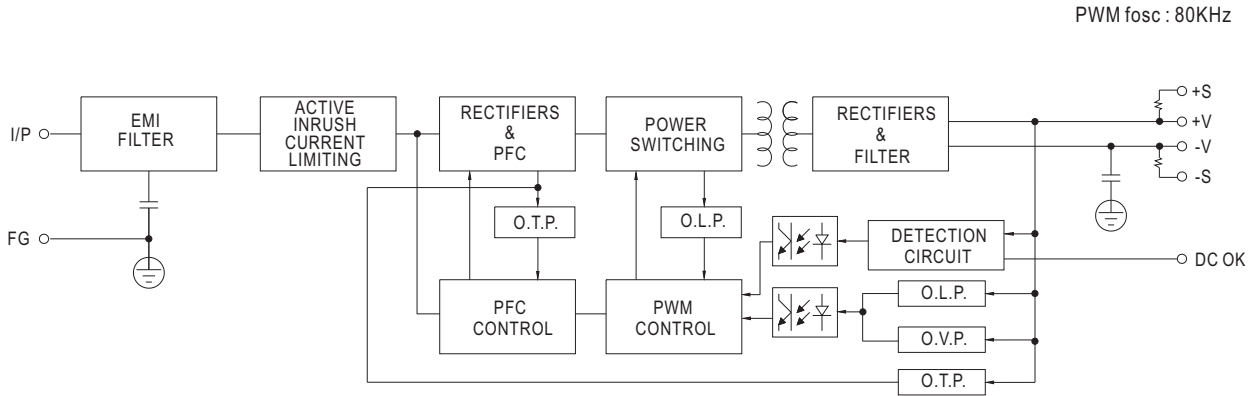 PWM fosc : 80KHz
I/P
EMI
FILTER
ACTIVE
INRUSH
CURRENT
LIMITING
RECTIFIERS
&
PFC
POWER
SWITCHING
RECTIFIERS
&
FILTER
+S
+V
-V
-S
FG
O.T.P.
O.L.P.
DETECTION
CIRCUIT
DC OK
PFC
CONTROL
PWM
CONTROL
O.L.P.
O.V.P.
O.T.P.